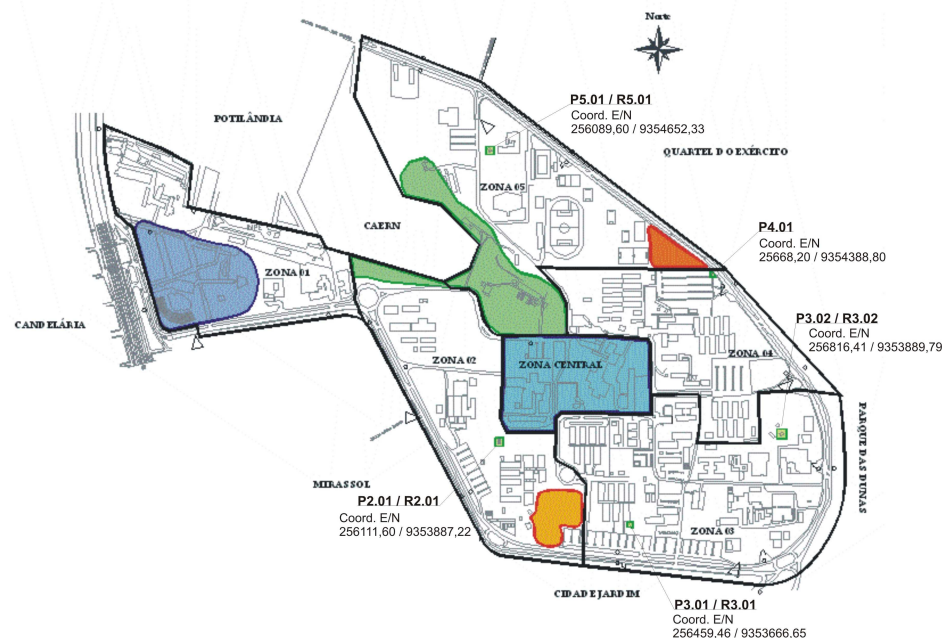 Norte
P5.01 / R5.01
Coord. E/N
256089,60 / 9354652,33
POTILÂNDIA
QUARTEL DO EXÉRCITO
ZONA 05
CAERN
P4.01
Coord. E/N
25668,20 / 9354388,80
ZONA 01
CANDELÁRIA
P3.02 / R3.02
Coord. E/N
256816,41 / 9353889,79
ZONA 02
ZONA CENTRAL
ZONA 04
PARQUE DAS DUNAS
MIRASSOL
P2.01 / R2.01
Coord. E/N
256111,60 / 9353887,22
ZONA 03
CIDADE JARDIM
P3.01 / R3.01
Coord. E/N
256459,46 / 9353666.65